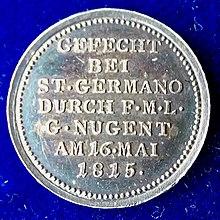 GEFECHT
BEI
ST·GERMANO
DURCH F·M·L·
G·NUGENT
AM 16·MAI
1815·